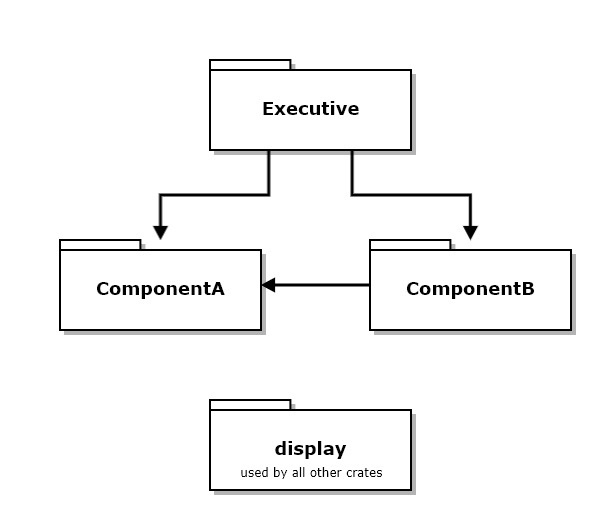 Executive
ComponentA
ComponentB
display
used by all other crates